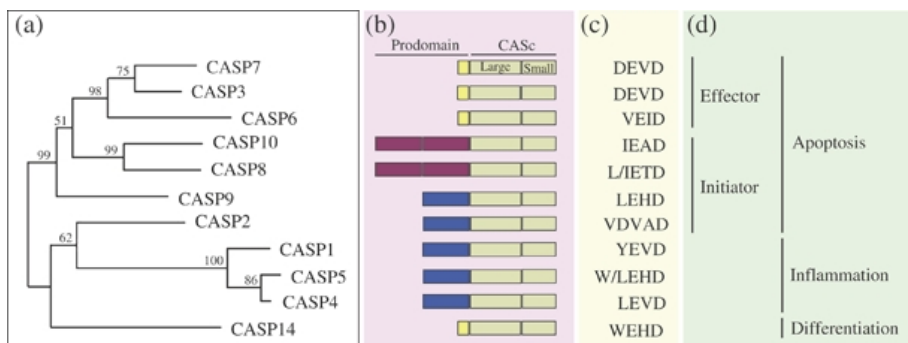 (a) (b) (c) (d)
Prodomain CASc
75 CASP7 Large Small DEVD
98 CASP3 DEVD Effector
CASP6 VEID
51 CASP10 IEAD Apoptosis
99 99 CASP8 L/IETD Initiator
CASP9 LEHD
CASP2 VDVAD
62 CASP1 YEVD
100 CASP5 W/LEHD Inflammation
86 CASP4 LEVD
CASP14 WEHD Differentiation